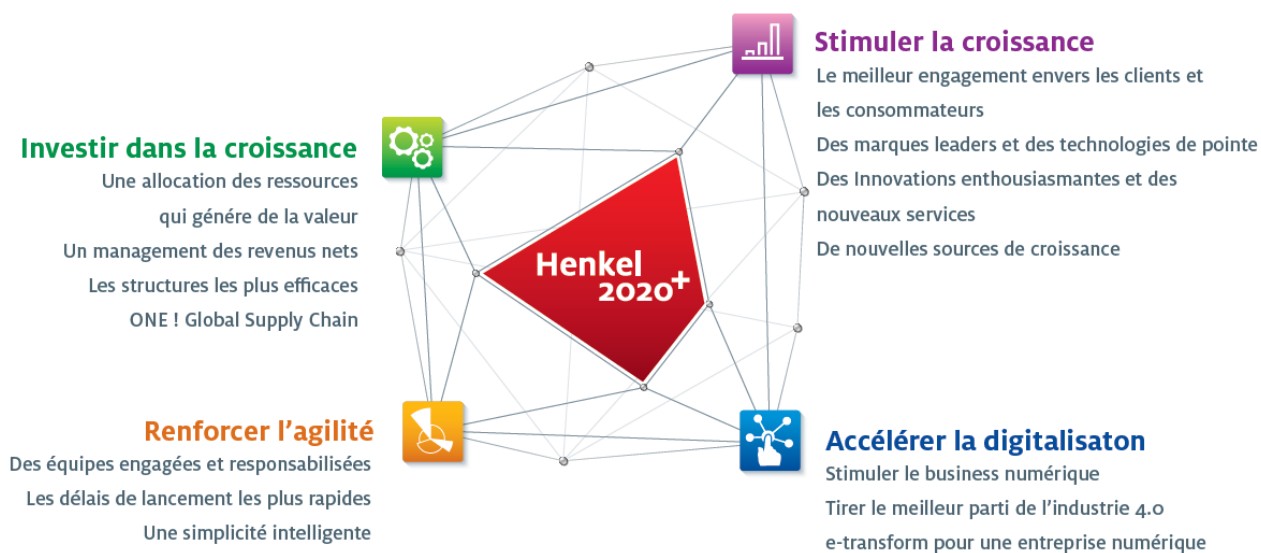 Stimuler la croissance
Le meilleur engagement envers les clients et
les consommateurs
Des marques leaders et des technologies de pointe
Des Innovations enthousiasmantes et des
nouveaux services
De nouvelles sources de croissance
Investir dans la croissance
Une allocation des ressources
qui génére de la valeur
Un management des revenus nets
Les structures les plus efficaces
ONE ! Global Supply Chain
Henkel
2020+
Renforcer l’agilité
Des équipes engagées et responsabilisées
Les délais de lancement les plus rapides
Une simplicité intelligente
Accélérer la digitalisaton
Stimuler le business numérique
Tirer le meilleur parti de l’industrie 4.0
e-transform pour une entreprise numérique